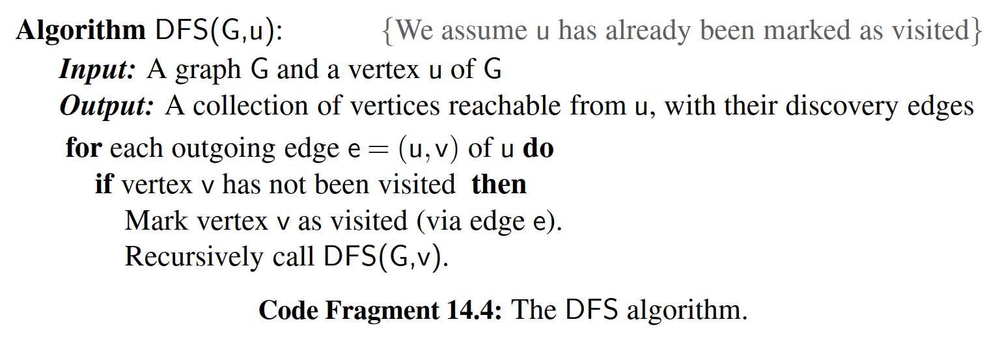 Algorithm DFS(G,u): {We assume u has already been marked as visited}
Input: A graph G and a vertex u of G
Output: A collection of vertices reachable from u, with their discovery edges
for each outgoing edge e = (u,v) of u do
if vertex v has not been visited then
Mark vertex v as visited (via edge e).
Recursively call DFS(G,v).
Code Fragment 14.4: The DFS algorithm.